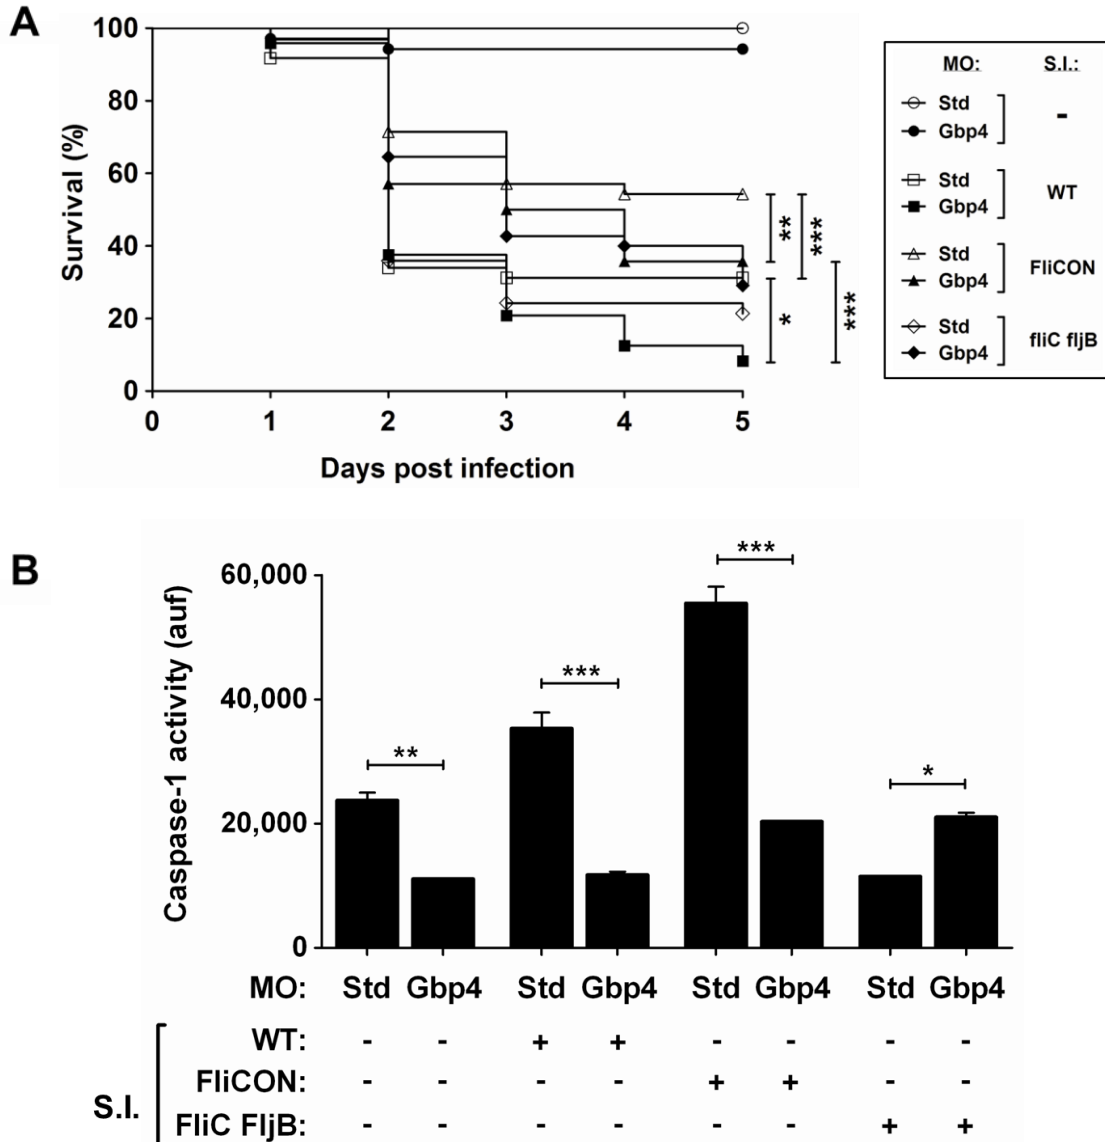 A
100
80
60
40
20
0
Survival (%)
0 1 2 3 4 5
Days post infection
**
***
*
***
MO: S.I.:
Std
Gbp4
-
Std
Gbp4
WT
Std
Gbp4
FliCON
Std
Gbp4
fliC fljB
B
60,000
40,000
20,000
0
Caspase-1 activity (auf)
**
***
***
*
MO: Std Gbp4 Std Gbp4 Std Gbp4 Std Gbp4
S.I.
WT: - - + + - - - -
FliCON: - - - - + + - -
FliC FljB: - - - - - - + +